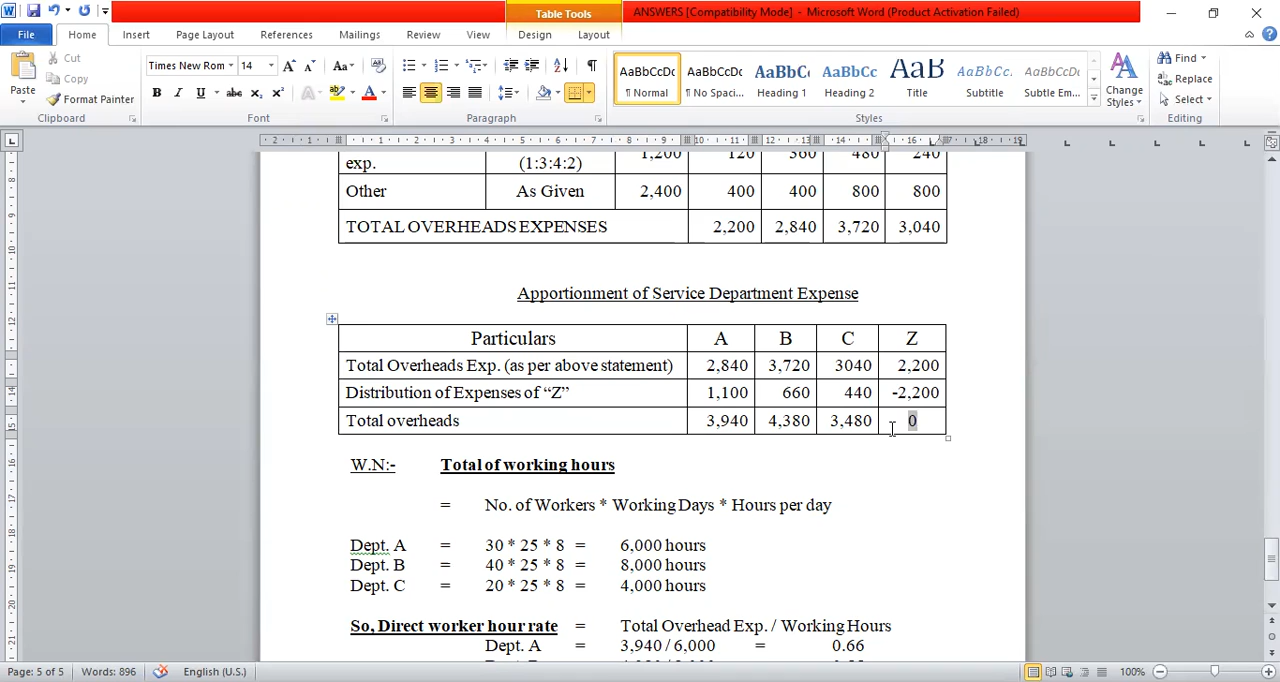 ANSWERS [Compatibility Mode] - Microsoft Word (Product Activation Failed)
Table Tools
File Home Insert Page Layout References Mailings Review View Design Layout
Paste
Cut
Copy
Format Painter
Clipboard
Times New Rom 14
Font
Paragraph
AaBbCcDc AaBbCcDc AaBbC AaBbCc AaB AaBbCc. AaBbCcDc
¶ Normal ¶ No Spaci... Heading 1 Heading 2 Title Subtitle Subtle Em...
Styles
Change Styles
Find
Replace
Select
Editing
exp. (1:3:4:2) 1,200 120 360 480 240
Other As Given 2,400 400 400 800 800
TOTAL OVERHEADS EXPENSES 2,200 2,840 3,720 3,040
Apportionment of Service Department Expense
Particulars A B C Z
Total Overheads Exp. (as per above statement) 2,840 3,720 3040 2,200
Distribution of Expenses of “Z” 1,100 660 440 -2,200
Total overheads 3,940 4,380 3,480 0
W.N:- Total of working hours
= No. of Workers * Working Days * Hours per day
Dept. A = 30 * 25 * 8 = 6,000 hours
Dept. B = 40 * 25 * 8 = 8,000 hours
Dept. C = 20 * 25 * 8 = 4,000 hours
So, Direct worker hour rate = Total Overhead Exp. / Working Hours
Dept. A 3,940 / 6,000 = 0.66
Page: 5 of 5 Words: 896 English (U.S.) 100%